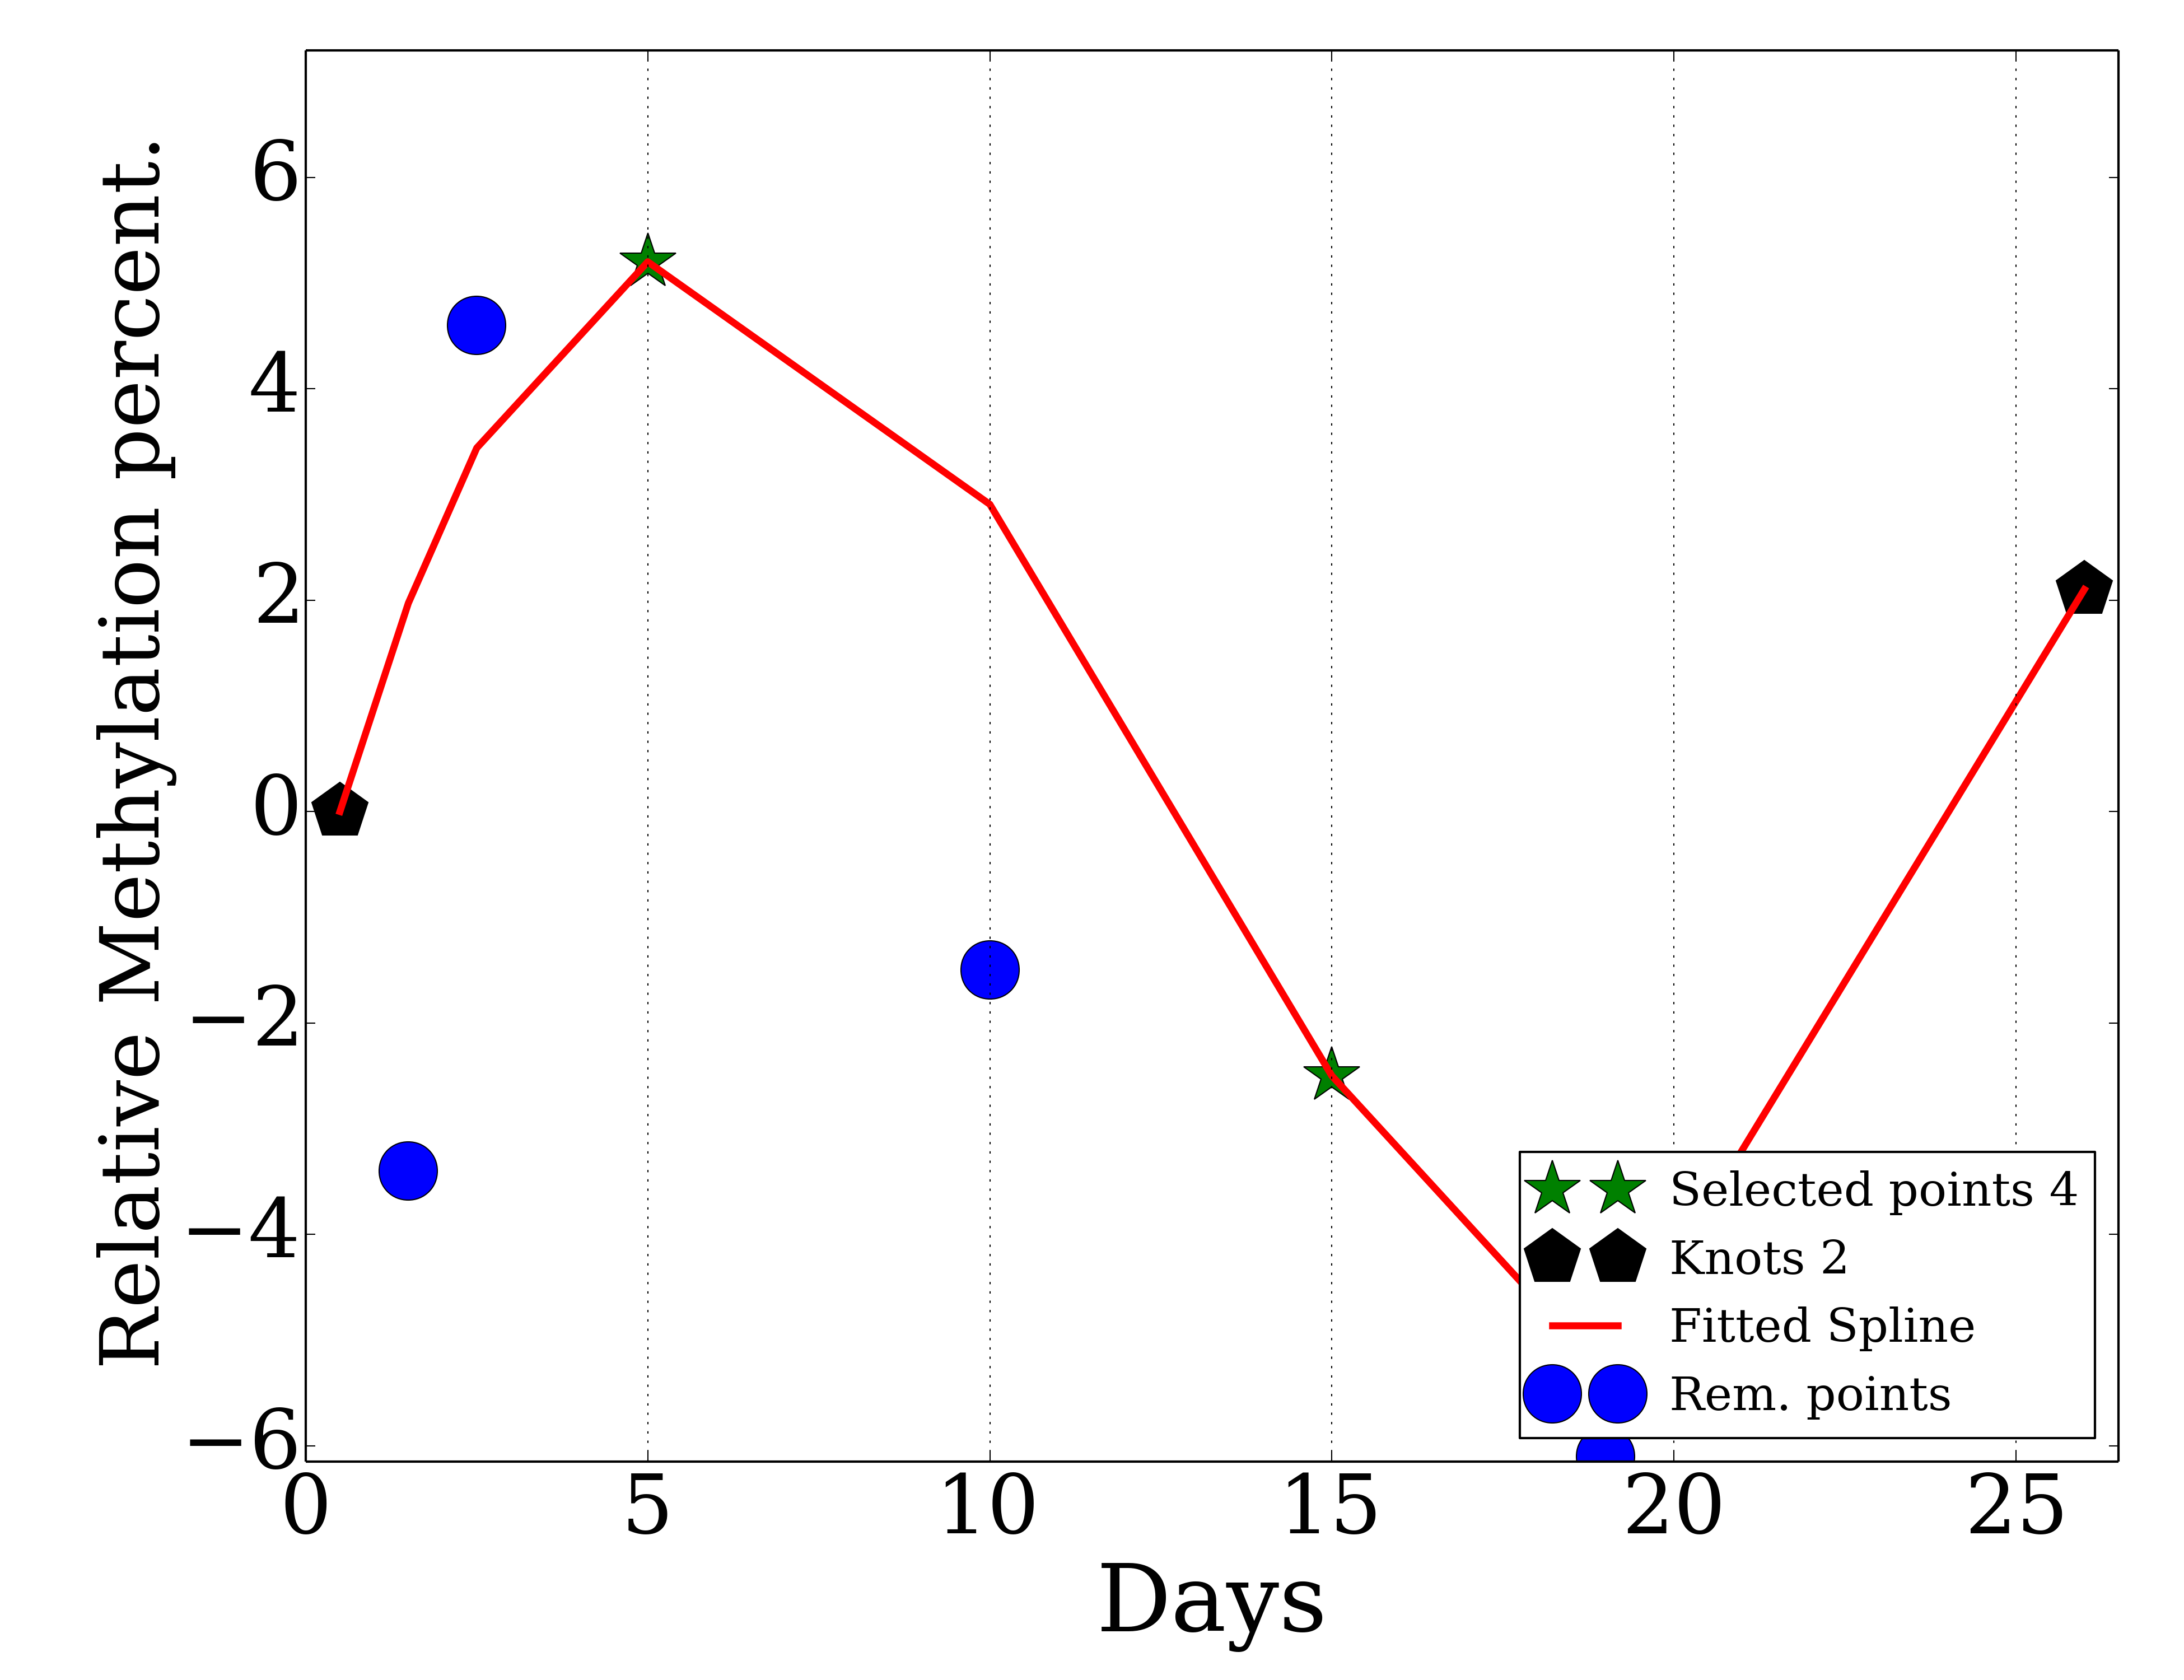 Relative Methylation percent.
6
4
2
0
−2
−4
−6
0 5 10 15 20 25
Days
Selected points 4
Knots 2
Fitted Spline
Rem. points